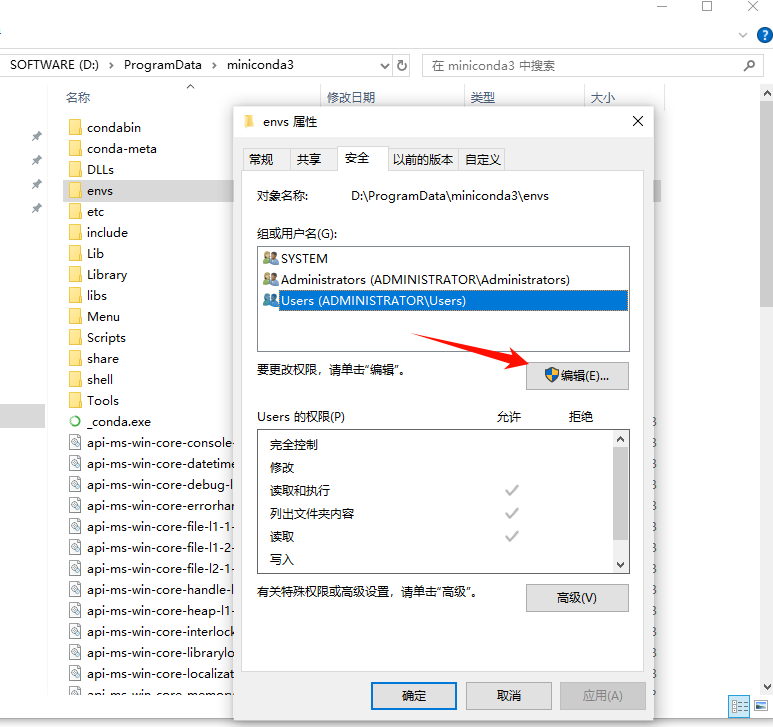 SOFTWARE (D:) › ProgramData › miniconda3
在 miniconda3 中搜索
名称 修改日期 类型 大小
condabin
conda-meta
DLLs
envs
etc
include
Lib
Library
libs
Menu
Scripts
share
shell
Tools
_conda.exe
api-ms-win-core-console-
api-ms-win-core-datetime
api-ms-win-core-debug-l
api-ms-win-core-errorhar
api-ms-win-core-file-l1-1-
api-ms-win-core-file-l1-2-
api-ms-win-core-file-l2-1-
api-ms-win-core-handle-l
api-ms-win-core-heap-l1-
api-ms-win-core-interlock
api-ms-win-core-librarylo
api-ms-win-core-localizat
api-ms-win-core-memory
envs 属性
常规 共享 安全 以前的版本 自定义
对象名称: D:\ProgramData\miniconda3\envs
组或用户名(G):
SYSTEM
Administrators (ADMINISTRATOR\Administrators)
Users (ADMINISTRATOR\Users)
要更改权限，请单击“编辑”。
编辑(E)...
Users 的权限(P) 允许 拒绝
完全控制
修改
读取和执行
列出文件夹内容
读取
写入
有关特殊权限或高级设置，请单击“高级”。
高级(V)
确定 取消 应用(A)